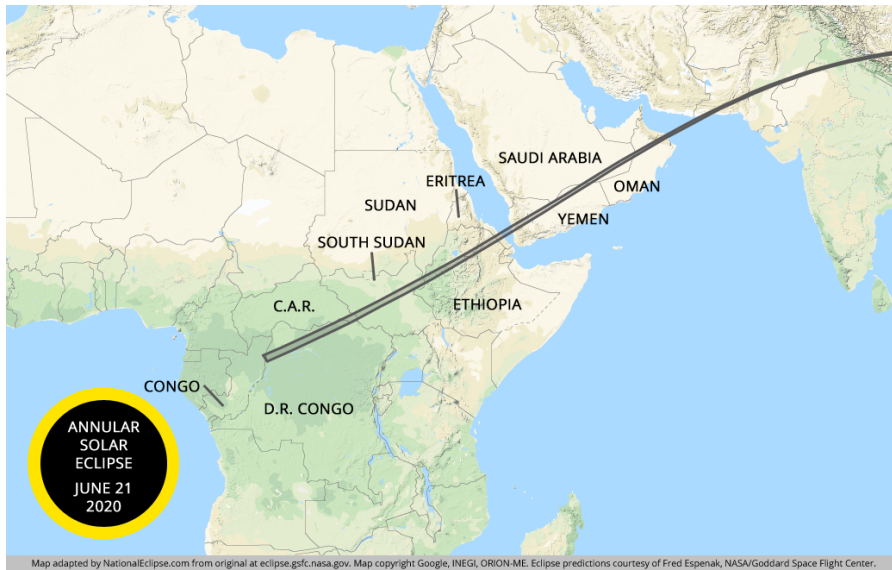 SAUDI ARABIA
ERITREA
OMAN
SUDAN
YEMEN
SOUTH SUDAN
C.A.R.
ETHIOPIA
CONGO
D.R. CONGO
ANNULAR
SOLAR
ECLIPSE
JUNE 21
2020
Map adapted by NationalEclipse.com from original at eclipse.gsfc.nasa.gov. Map copyright Google, INEGI, ORION-ME. Eclipse predictions courtesy of Fred Espenak, NASA/Goddard Space Flight Center.